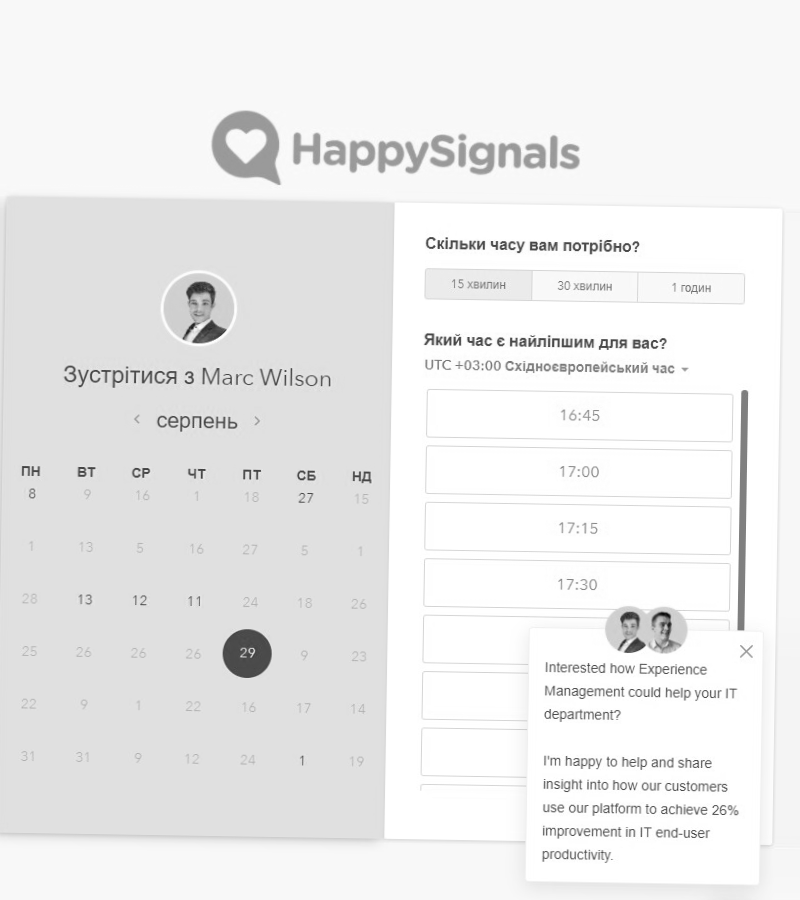 HappySignals
Зустрітися з Marc Wilson
серпень
ПН ВТ СР ЧТ ПТ СБ НД
8 9 16 1 18 27 15
1 13 5 16 27 5 1
28 13 12 11 24 18 26
25 26 26 26 29 9 23
22 9 1 22 16 17 14
31 31 9 12 24 1 19
Скільки часу вам потрібно?
15 хвилин 30 хвилин 1 годин
Який час є найліпшим для вас?
UTC +03:00 Східноєвропейський час
16:45
17:00
17:15
17:30
Interested how Experience
Management could help your IT
department?
I'm happy to help and share
insight into how our customers
use our platform to achieve 26%
improvement in IT end-user
productivity.